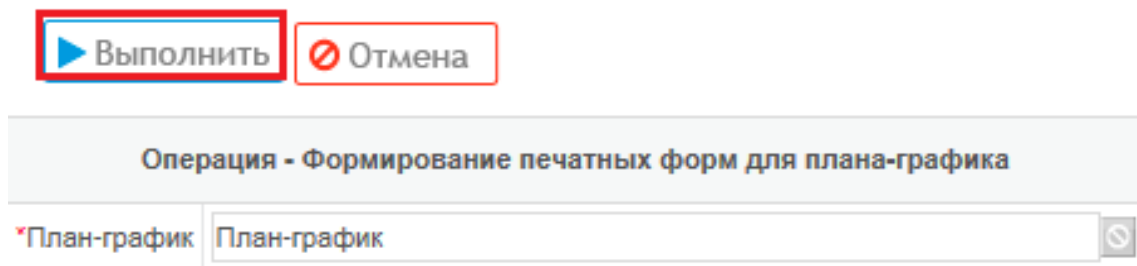 Выполнить Отмена
Операция - Формирование печатных форм для плана-графика
*План-график План-график